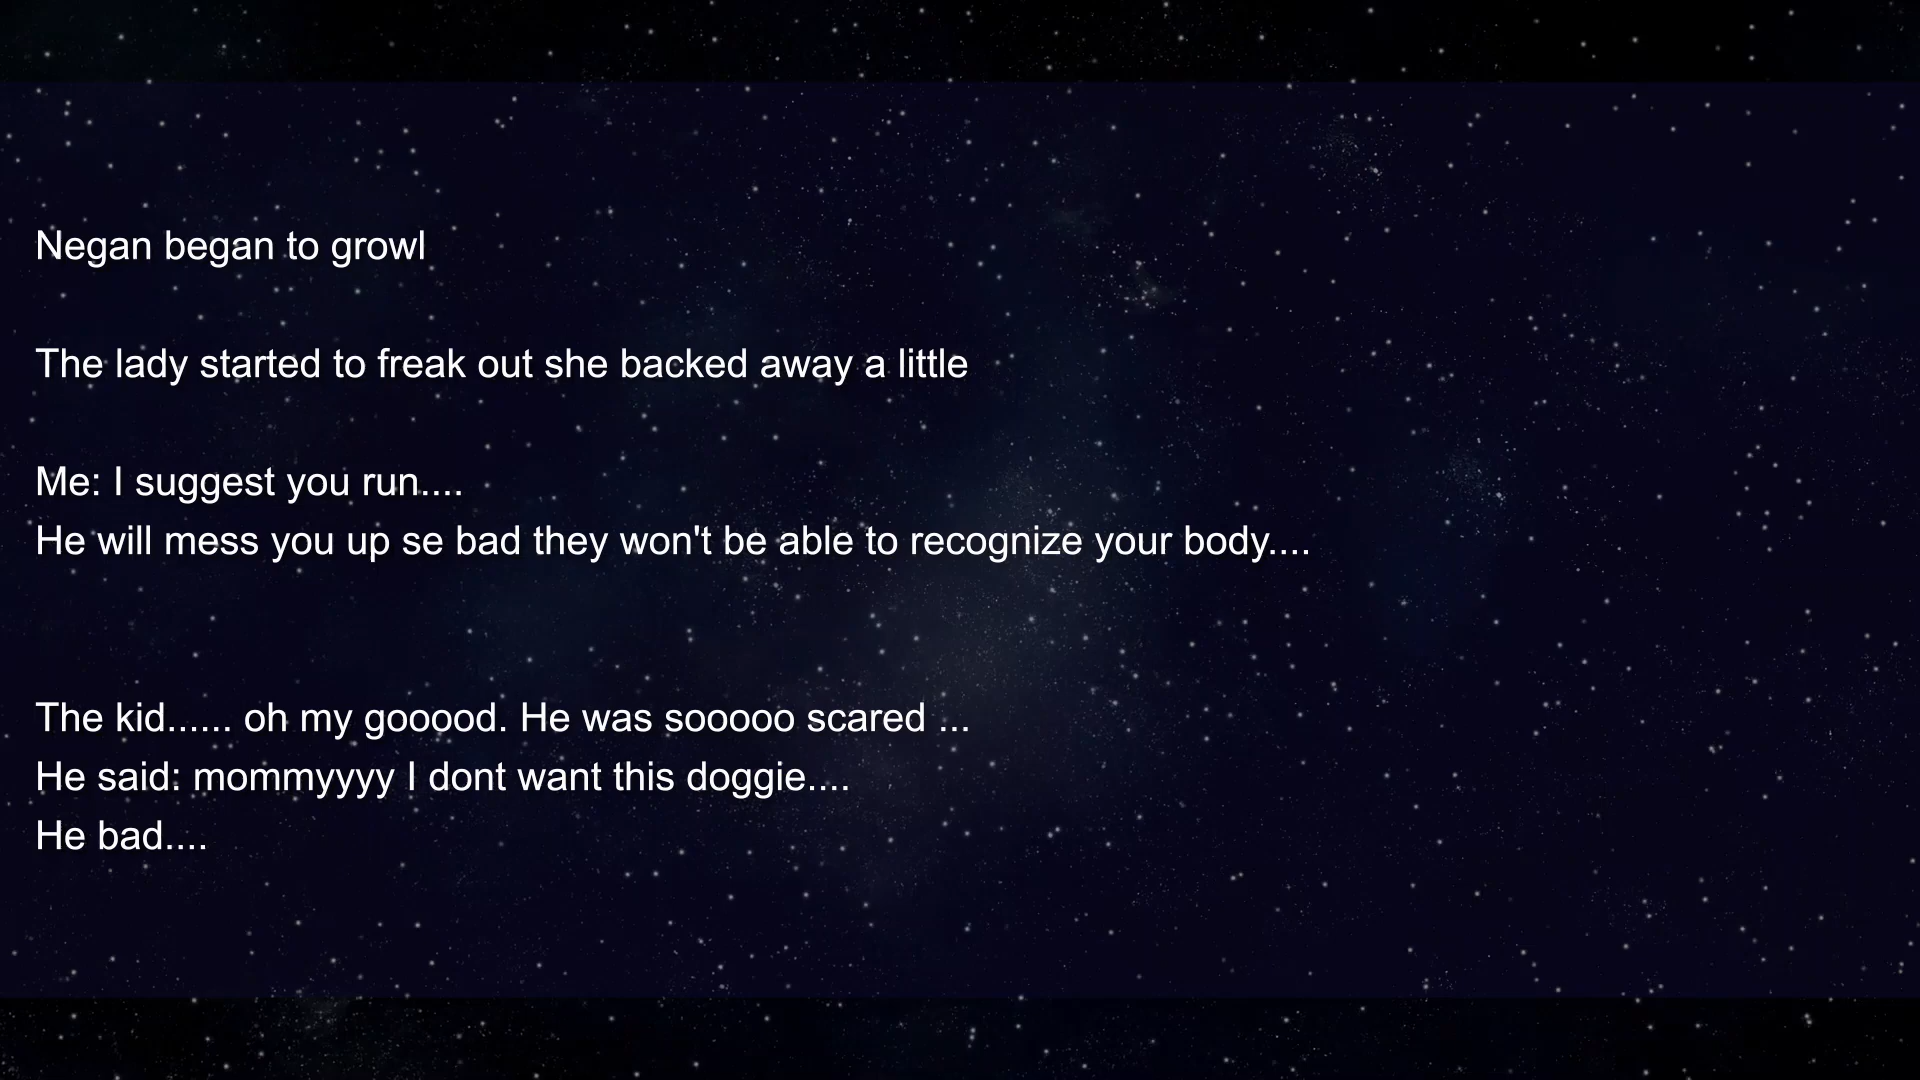 Negan began to growl
The lady started to freak out she backed away a little
Me: I suggest you run....
He will mess you up se bad they won't be able to recognize your body....
The kid...... oh my gooood. He was sooooo scared ...
He said: mommyyyy I dont want this doggie....
He bad....